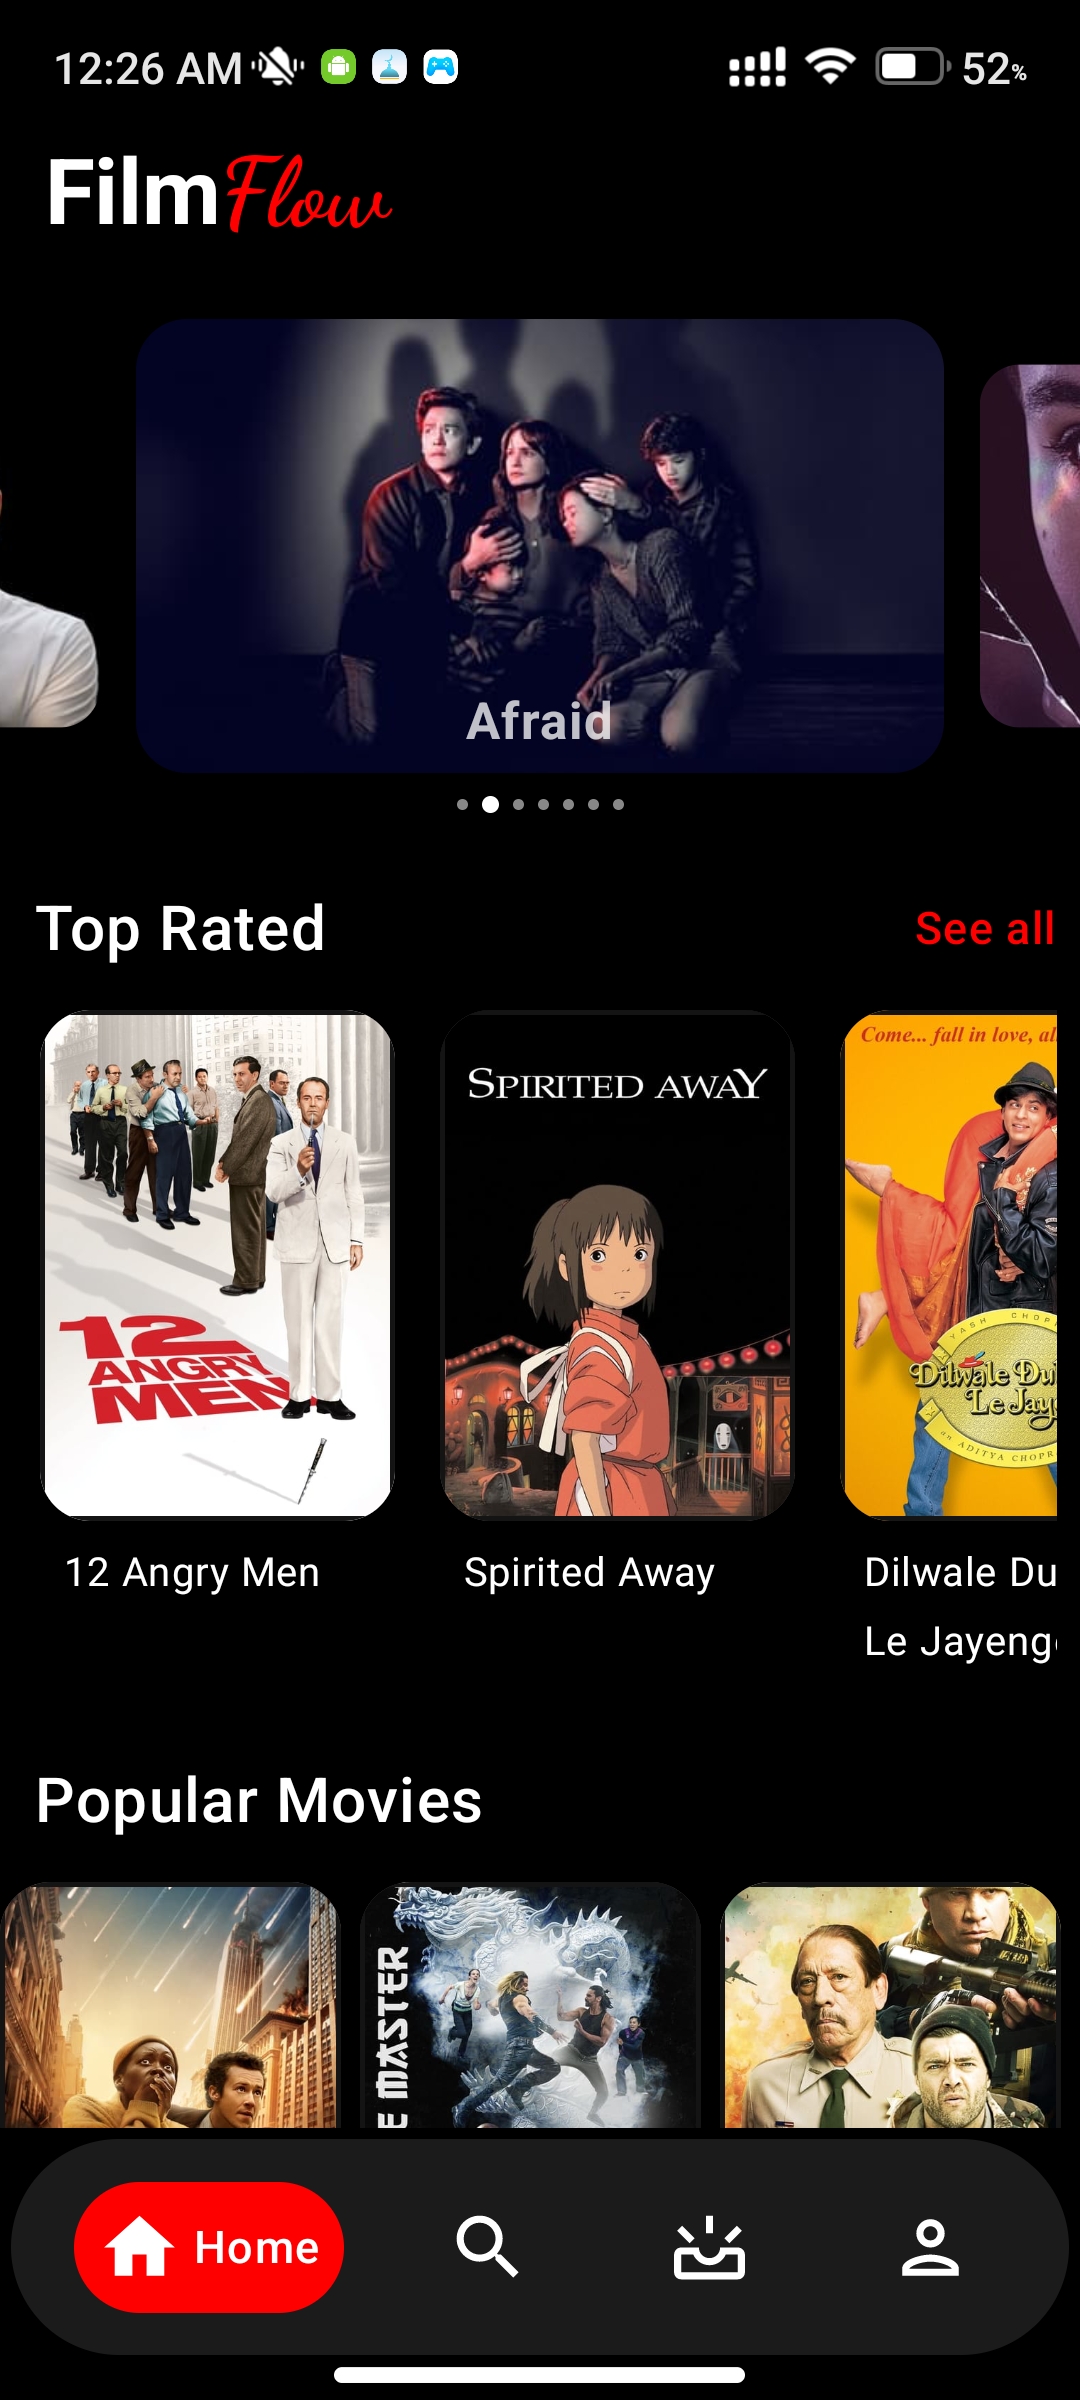 12:26 AM 52%
FilmFlow
Afraid
Top Rated See all
SPIRITED AWAY
Come... fall in love, al
12
ANGRY
MEN
YASH CHOPR
Dilwale Du
Le Jay
an ADITYA CHOPR
12 Angry Men Spirited Away Dilwale Du
Le Jayeng
Popular Movies
E MASTER
Home